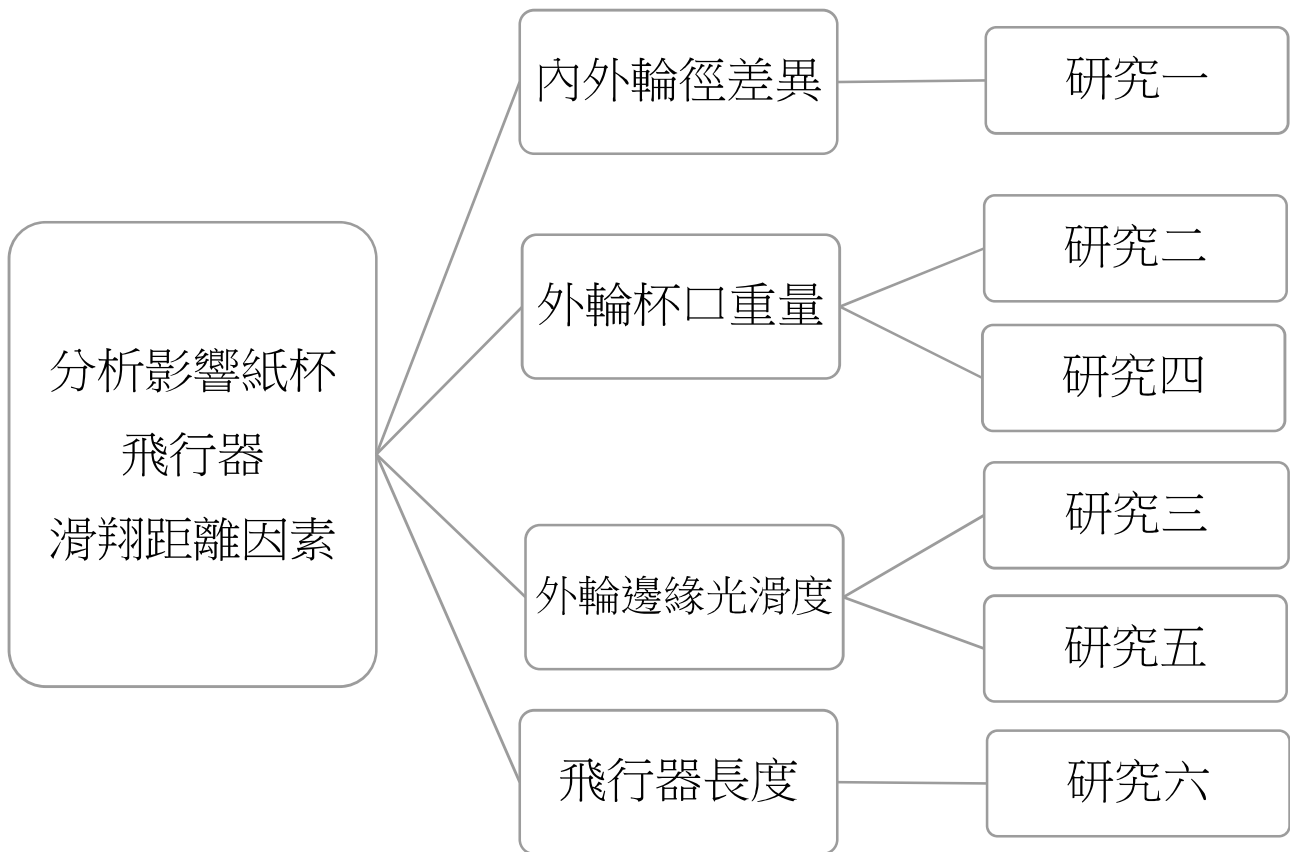 分析影響紙杯
飛行器
滑翔距離因素
內外輪徑差異
研究一
外輪杯口重量
研究二
研究四
外輪邊緣光滑度
研究三
研究五
飛行器長度
研究六